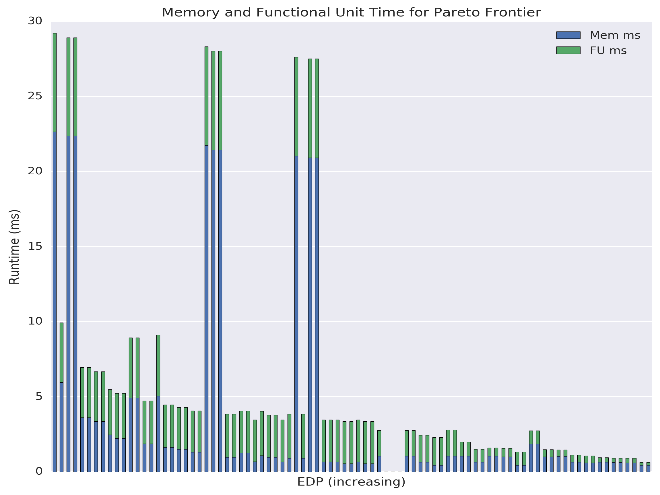 Memory and Functional Unit Time for Pareto Frontier
Mem ms
FU ms
30
25
20
15
10
5
0
Runtime (ms)
EDP (increasing)